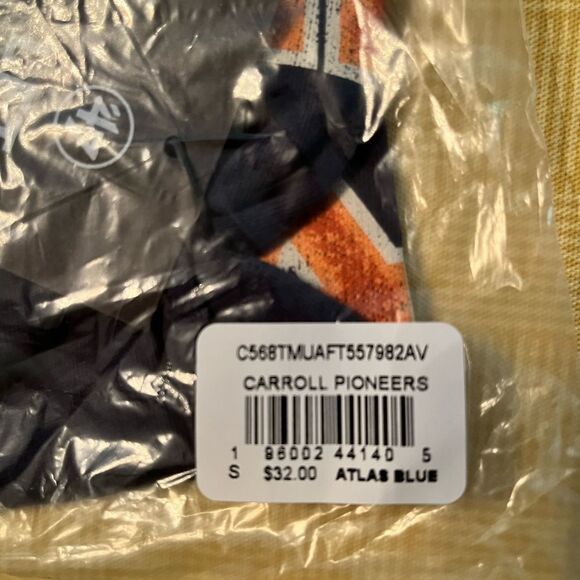 C568TMUAFT557982AV
CARROLL PIONEERS
1 96002 44140 5
S $32.00 ATLAS BLUE